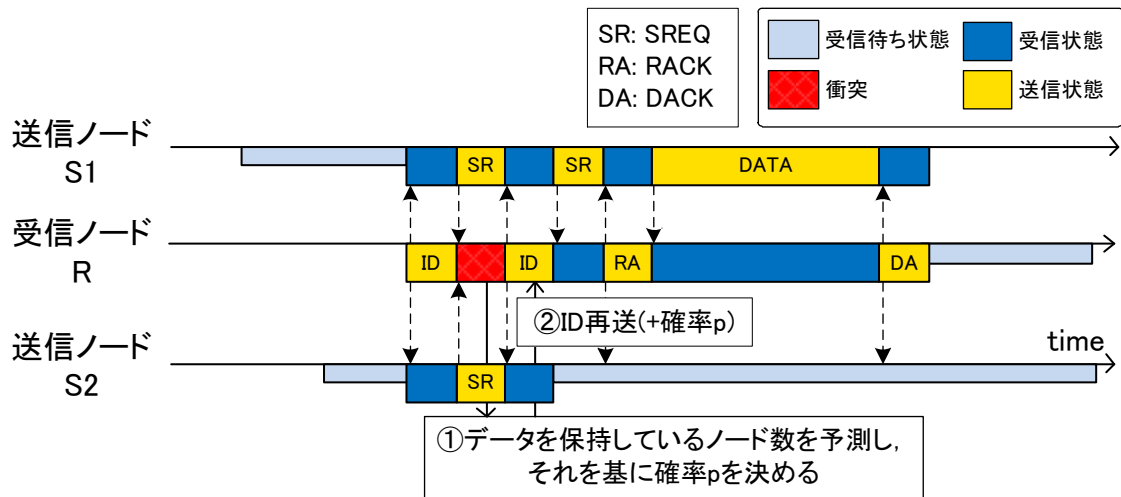 SR: SREQ
RA: RACK
DA: DACK
受信待ち状態
受信状態
衝突
送信状態
送信ノード
S1
SR
SR
DATA
受信ノード
R
ID
ID
RA
DA
②ID再送(+確率p)
送信ノード
S2
SR
time
①データを保持しているノード数を予測し,
それを基に確率pを決める